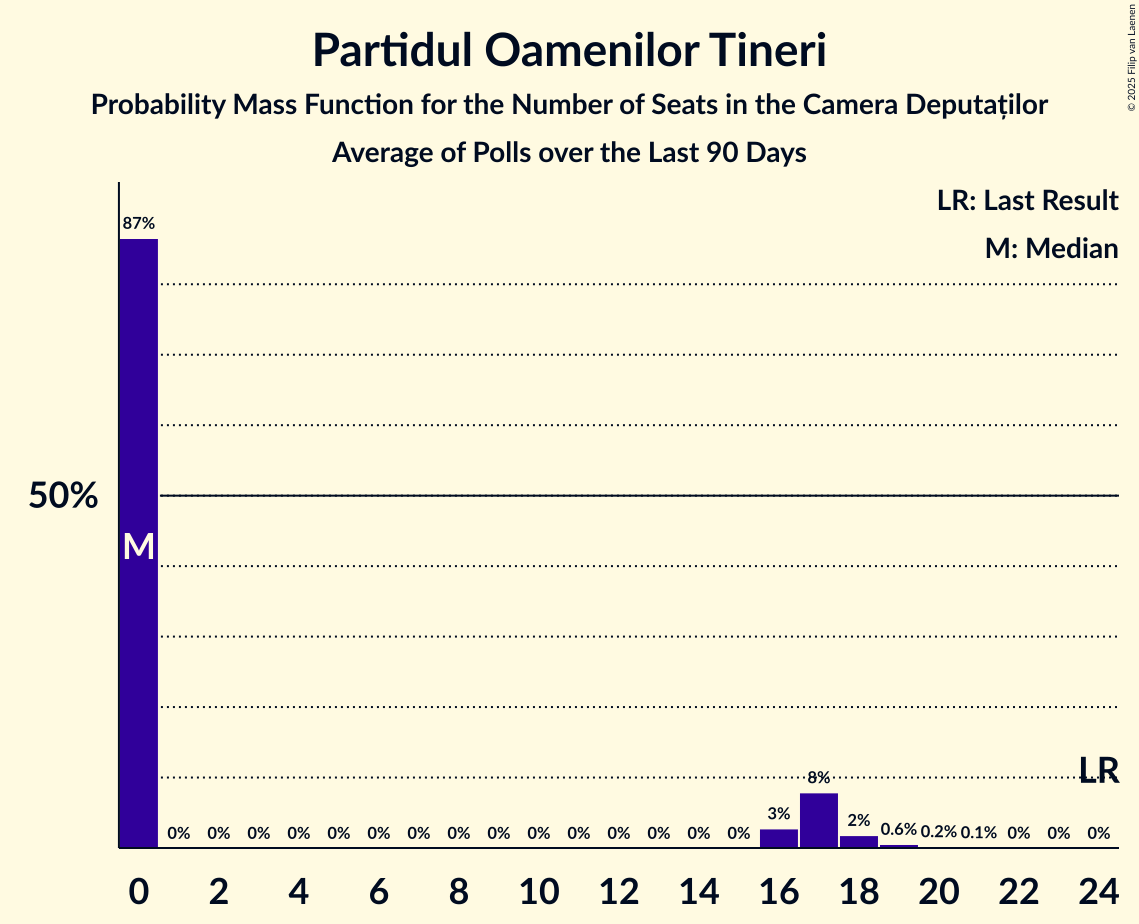 Partidul Oamenilor Tineri
Probability Mass Function for the Number of Seats in the Camera Deputaților
Average of Polls over the Last 90 Days
© 2025 Filip van Laenen
LR: Last Result
M: Median
87%
50%
M
LR
0% 0% 0% 0% 0% 0% 0% 0% 0% 0% 0% 0% 0% 0% 0% 3% 8% 2% 0.6% 0.2% 0.1% 0% 0% 0%
0 2 4 6 8 10 12 14 16 18 20 22 24